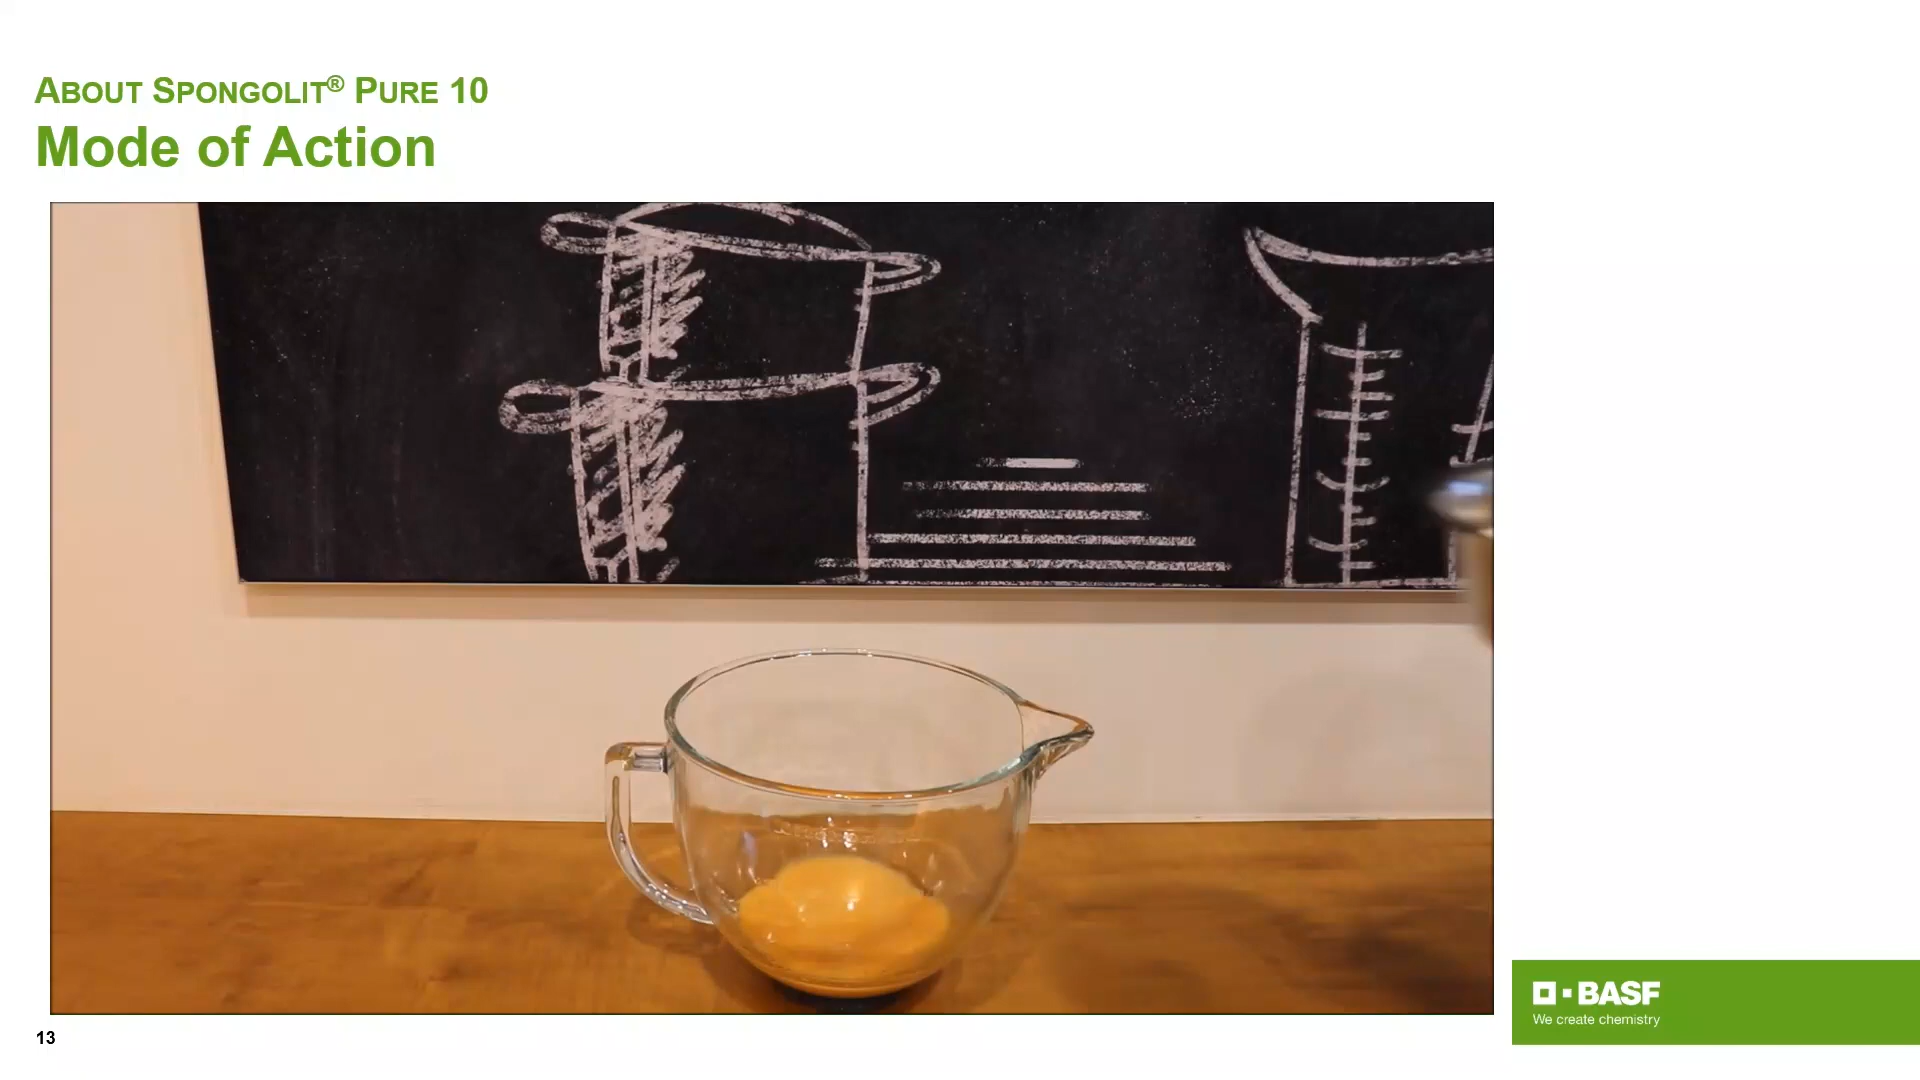 ABOUT SPONGOLIT® PURE 10
Mode of Action
13
BASF
We create chemistry